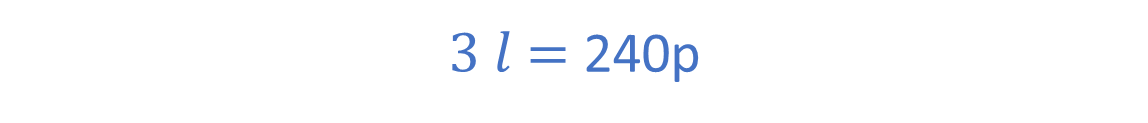 3 l = 240p